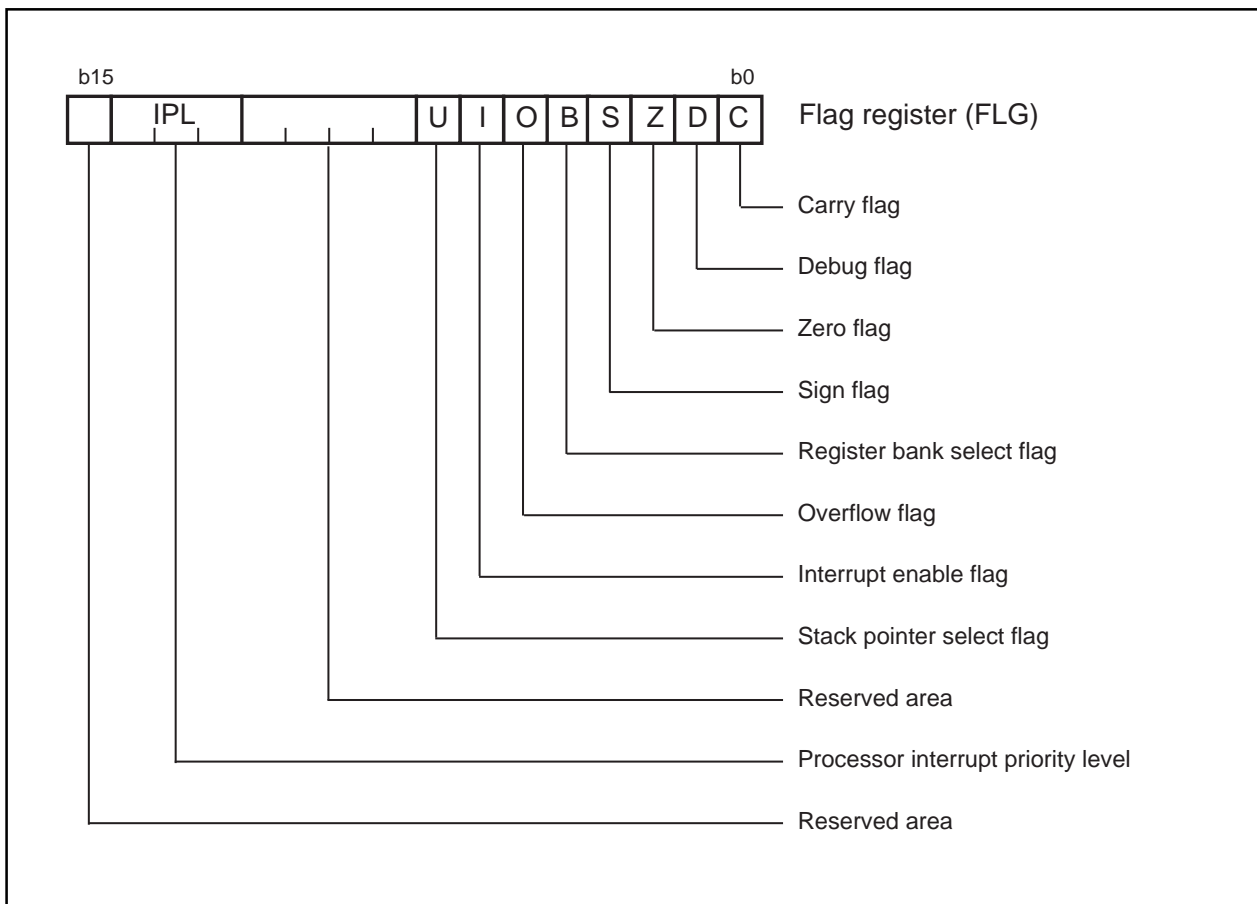 b15 b0
IPL U I O B S Z D C Flag register (FLG)
Carry flag
Debug flag
Zero flag
Sign flag
Register bank select flag
Overflow flag
Interrupt enable flag
Stack pointer select flag
Reserved area
Processor interrupt priority level
Reserved area